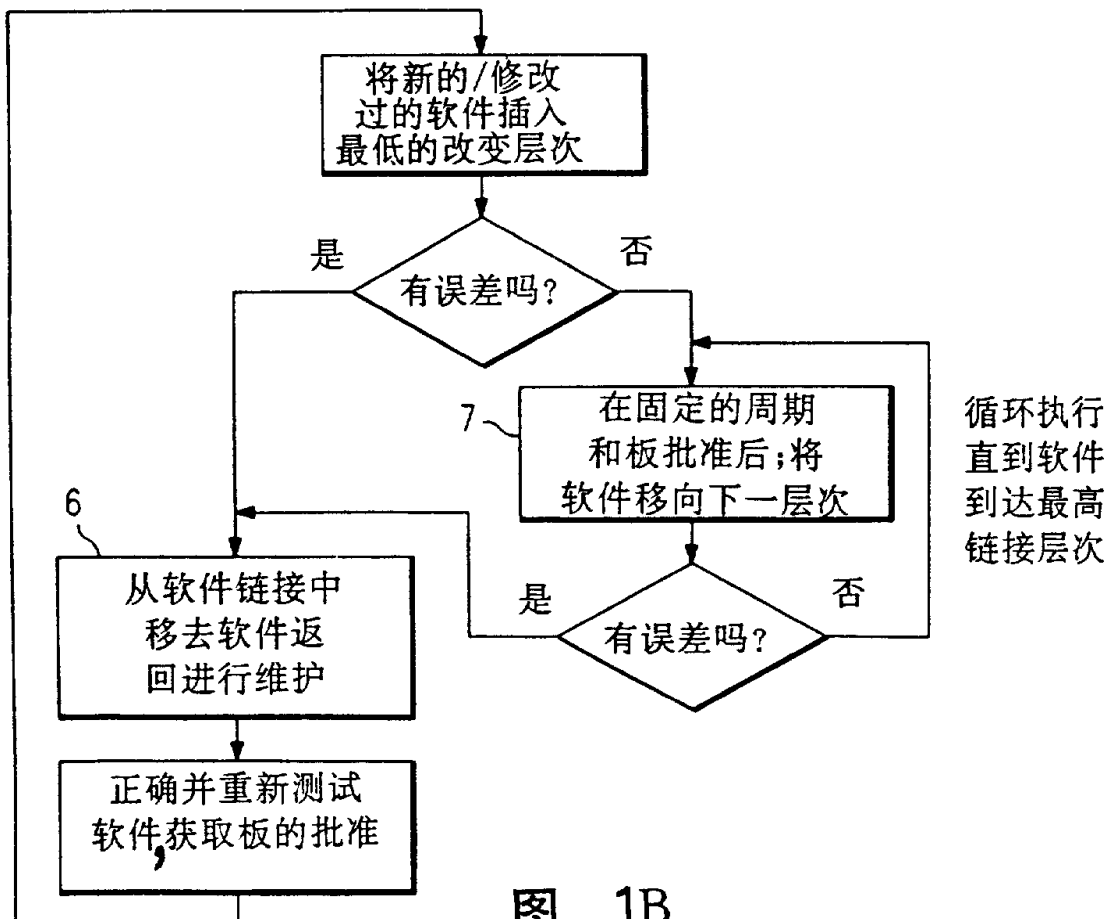 将新的/修改
过的软件插入
最低的改变层次
是
否
有误差吗?
7
在固定的周期
和板批准后;将
软件移向下一层次
循环执行
直到软件
到达最高
链接层次
6
从软件链接中
移去软件返
回进行维护
是
否
有误差吗?
正确并重新测试
软件,获取板的批准
图 1B